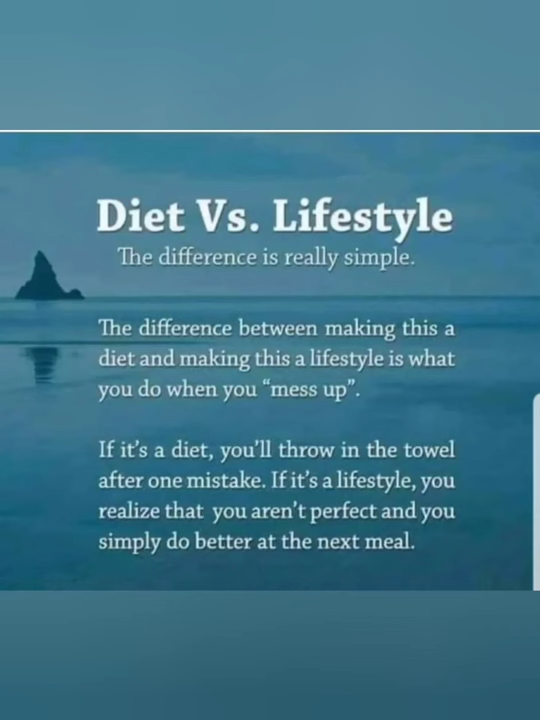 Diet Vs. Lifestyle
The difference is really simple.
The difference between making this a
diet and making this a lifestyle is what
you do when you “mess up”.
If it’s a diet, you’ll throw in the towel
after one mistake. If it’s a lifestyle, you
realize that you aren’t perfect and you
simply do better at the next meal.